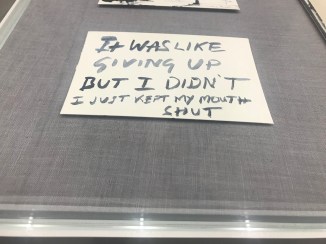 IT WAS LIKE
GIVING UP
BUT I DIDN'T
I JUST KEPT MY MOUTH
SHUT